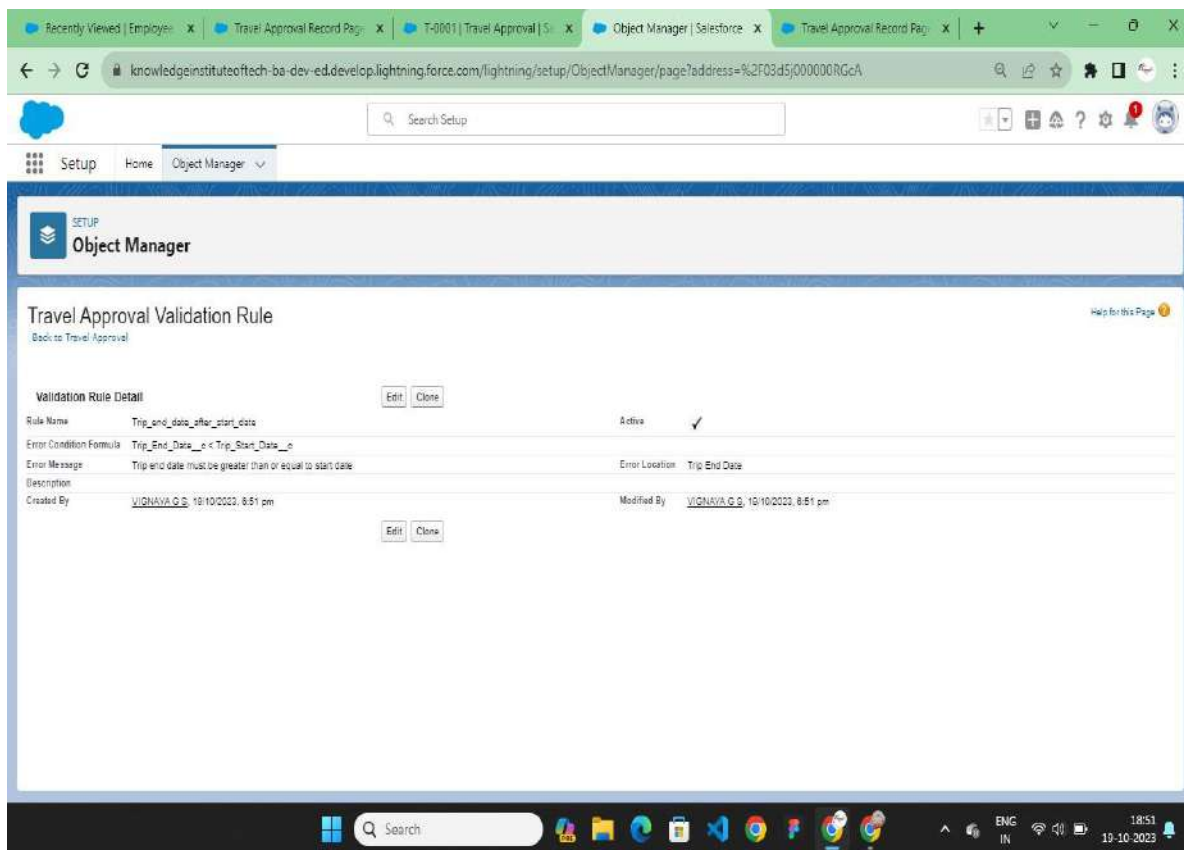 Recently Viewed | Employee
Travel Approval Record Pag
T-0001 | Travel Approval | S
Object Manager | Salesforce
Travel Approval Record Pag
knowledgeinstituteoftech-ba-dev-ed.develop.lightning.force.com/lightning/setup/ObjectManager/page?address=%2F03d5j000000RGcA
Search Setup
1
Setup Home Object Manager
SETUP
Object Manager
Travel Approval Validation Rule
Help for this Page
Back to Travel Approval
Validation Rule Detail Edit Clone
Rule Name Trip_end_date_after_start_date Active
Error Condition Formula Trip_End_Date__c < Trip_Start_Date__c
Error Message Trip end date must be greater than or equal to start date Error Location Trip End Date
Description
Created By VIGNAYA G S, 19/10/2023, 6:51 pm Modified By VIGNAYA G S, 19/10/2023, 6:51 pm
Edit Clone
Search
ENG
IN
18:51
19-10-2023